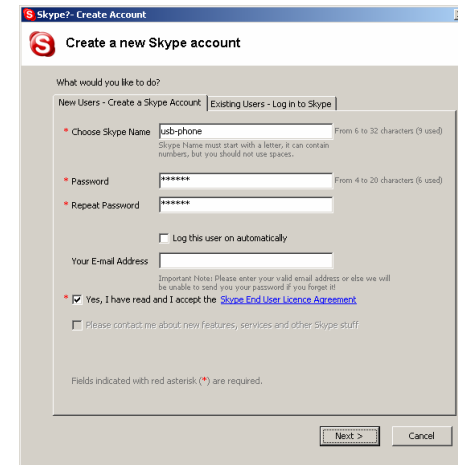 Skype?- Create Account
Create a new Skype account
What would you like to do?
New Users - Create a Skype Account
Existing Users - Log in to Skype
* Choose Skype Name usb-phone From 6 to 32 characters (9 used)
Skype Name must start with a letter, it can contain
numbers, but you should not use spaces.
* Password ****** From 4 to 20 characters (6 used)
* Repeat Password ******
Log this user on automatically
Your E-mail Address
Important Note: Please enter your valid email address or else we will
be unable to send you your password if you forget it!
* Yes, I have read and I accept the Skype End User Licence Agreement
Please contact me about new features, services and other Skype stuff
Fields indicated with red asterisk (*) are required.
Next > Cancel